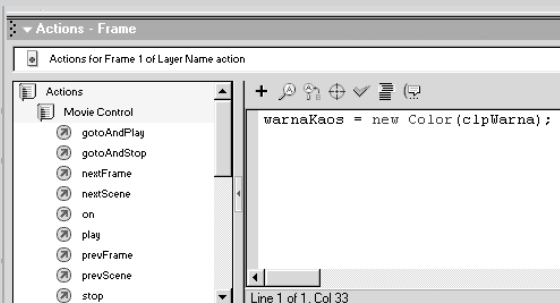 Actions - Frame
Actions for Frame 1 of Layer Name action
Actions
Movie Control
gotoAndPlay
gotoAndStop
nextFrame
nextScene
on
play
prevFrame
prevScene
stop
warnaKaos = new Color(clpWarna);
Line 1 of 1, Col 33